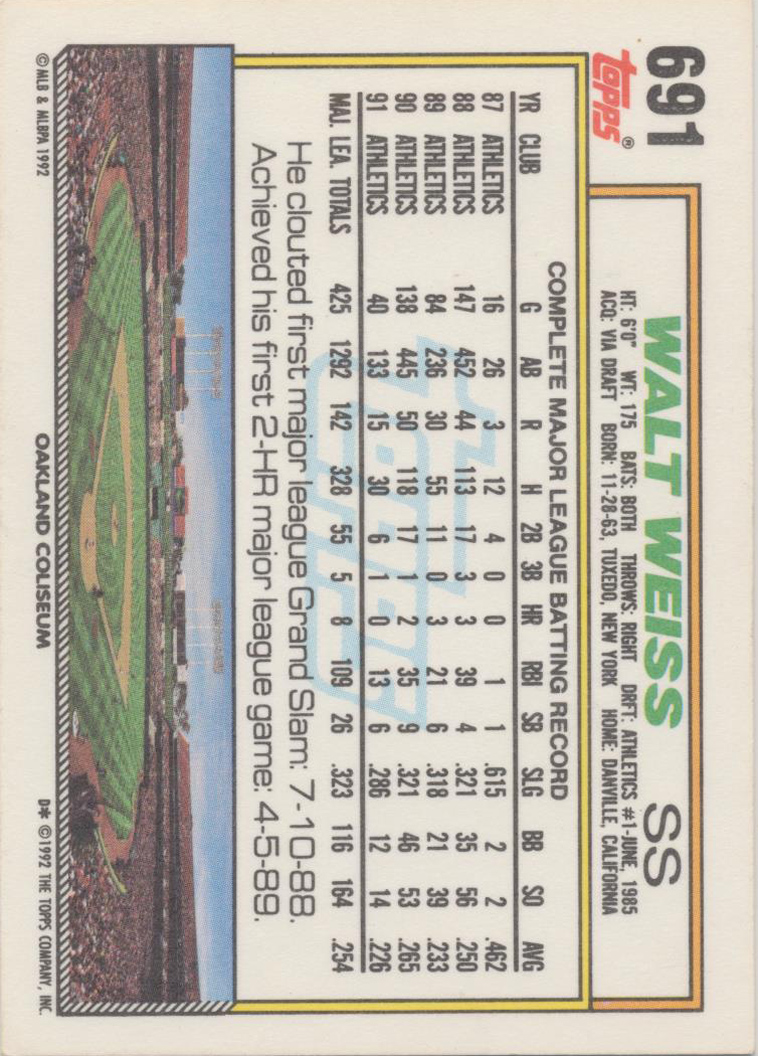 691
topps®
WALT WEISS SS
HT: 6'0" WT: 175 BATS: BOTH THROWS: RIGHT DRFT: ATHLETICS #1-JUNE, 1985
ACQ: VIA DRAFT BORN: 11-28-63, TUXEDO, NEW YORK HOME: DANVILLE, CALIFORNIA
COMPLETE MAJOR LEAGUE BATTING RECORD
YR CLUB G AB R H 2B 3B HR RBI SB SLG BB SO AVG
87 ATHLETICS 16 26 3 12 4 0 0 1 1 .615 2 2 .462
88 ATHLETICS 147 452 44 113 17 3 3 39 4 .321 35 56 .250
89 ATHLETICS 84 236 30 55 11 0 3 21 6 .318 21 39 .233
90 ATHLETICS 138 445 50 118 17 1 2 35 9 .321 46 53 .265
91 ATHLETICS 40 133 15 30 6 1 0 13 6 .286 12 14 .226
MAJ. LEA. TOTALS 425 1292 142 328 55 5 8 109 26 .323 116 164 .254
He clouted first major league Grand Slam: 7-10-88.
Achieved his first 2-HR major league game: 4-5-89.
©MLB & MLBPA 1992 OAKLAND COLISEUM D✻ ©1992 THE TOPPS COMPANY, INC.